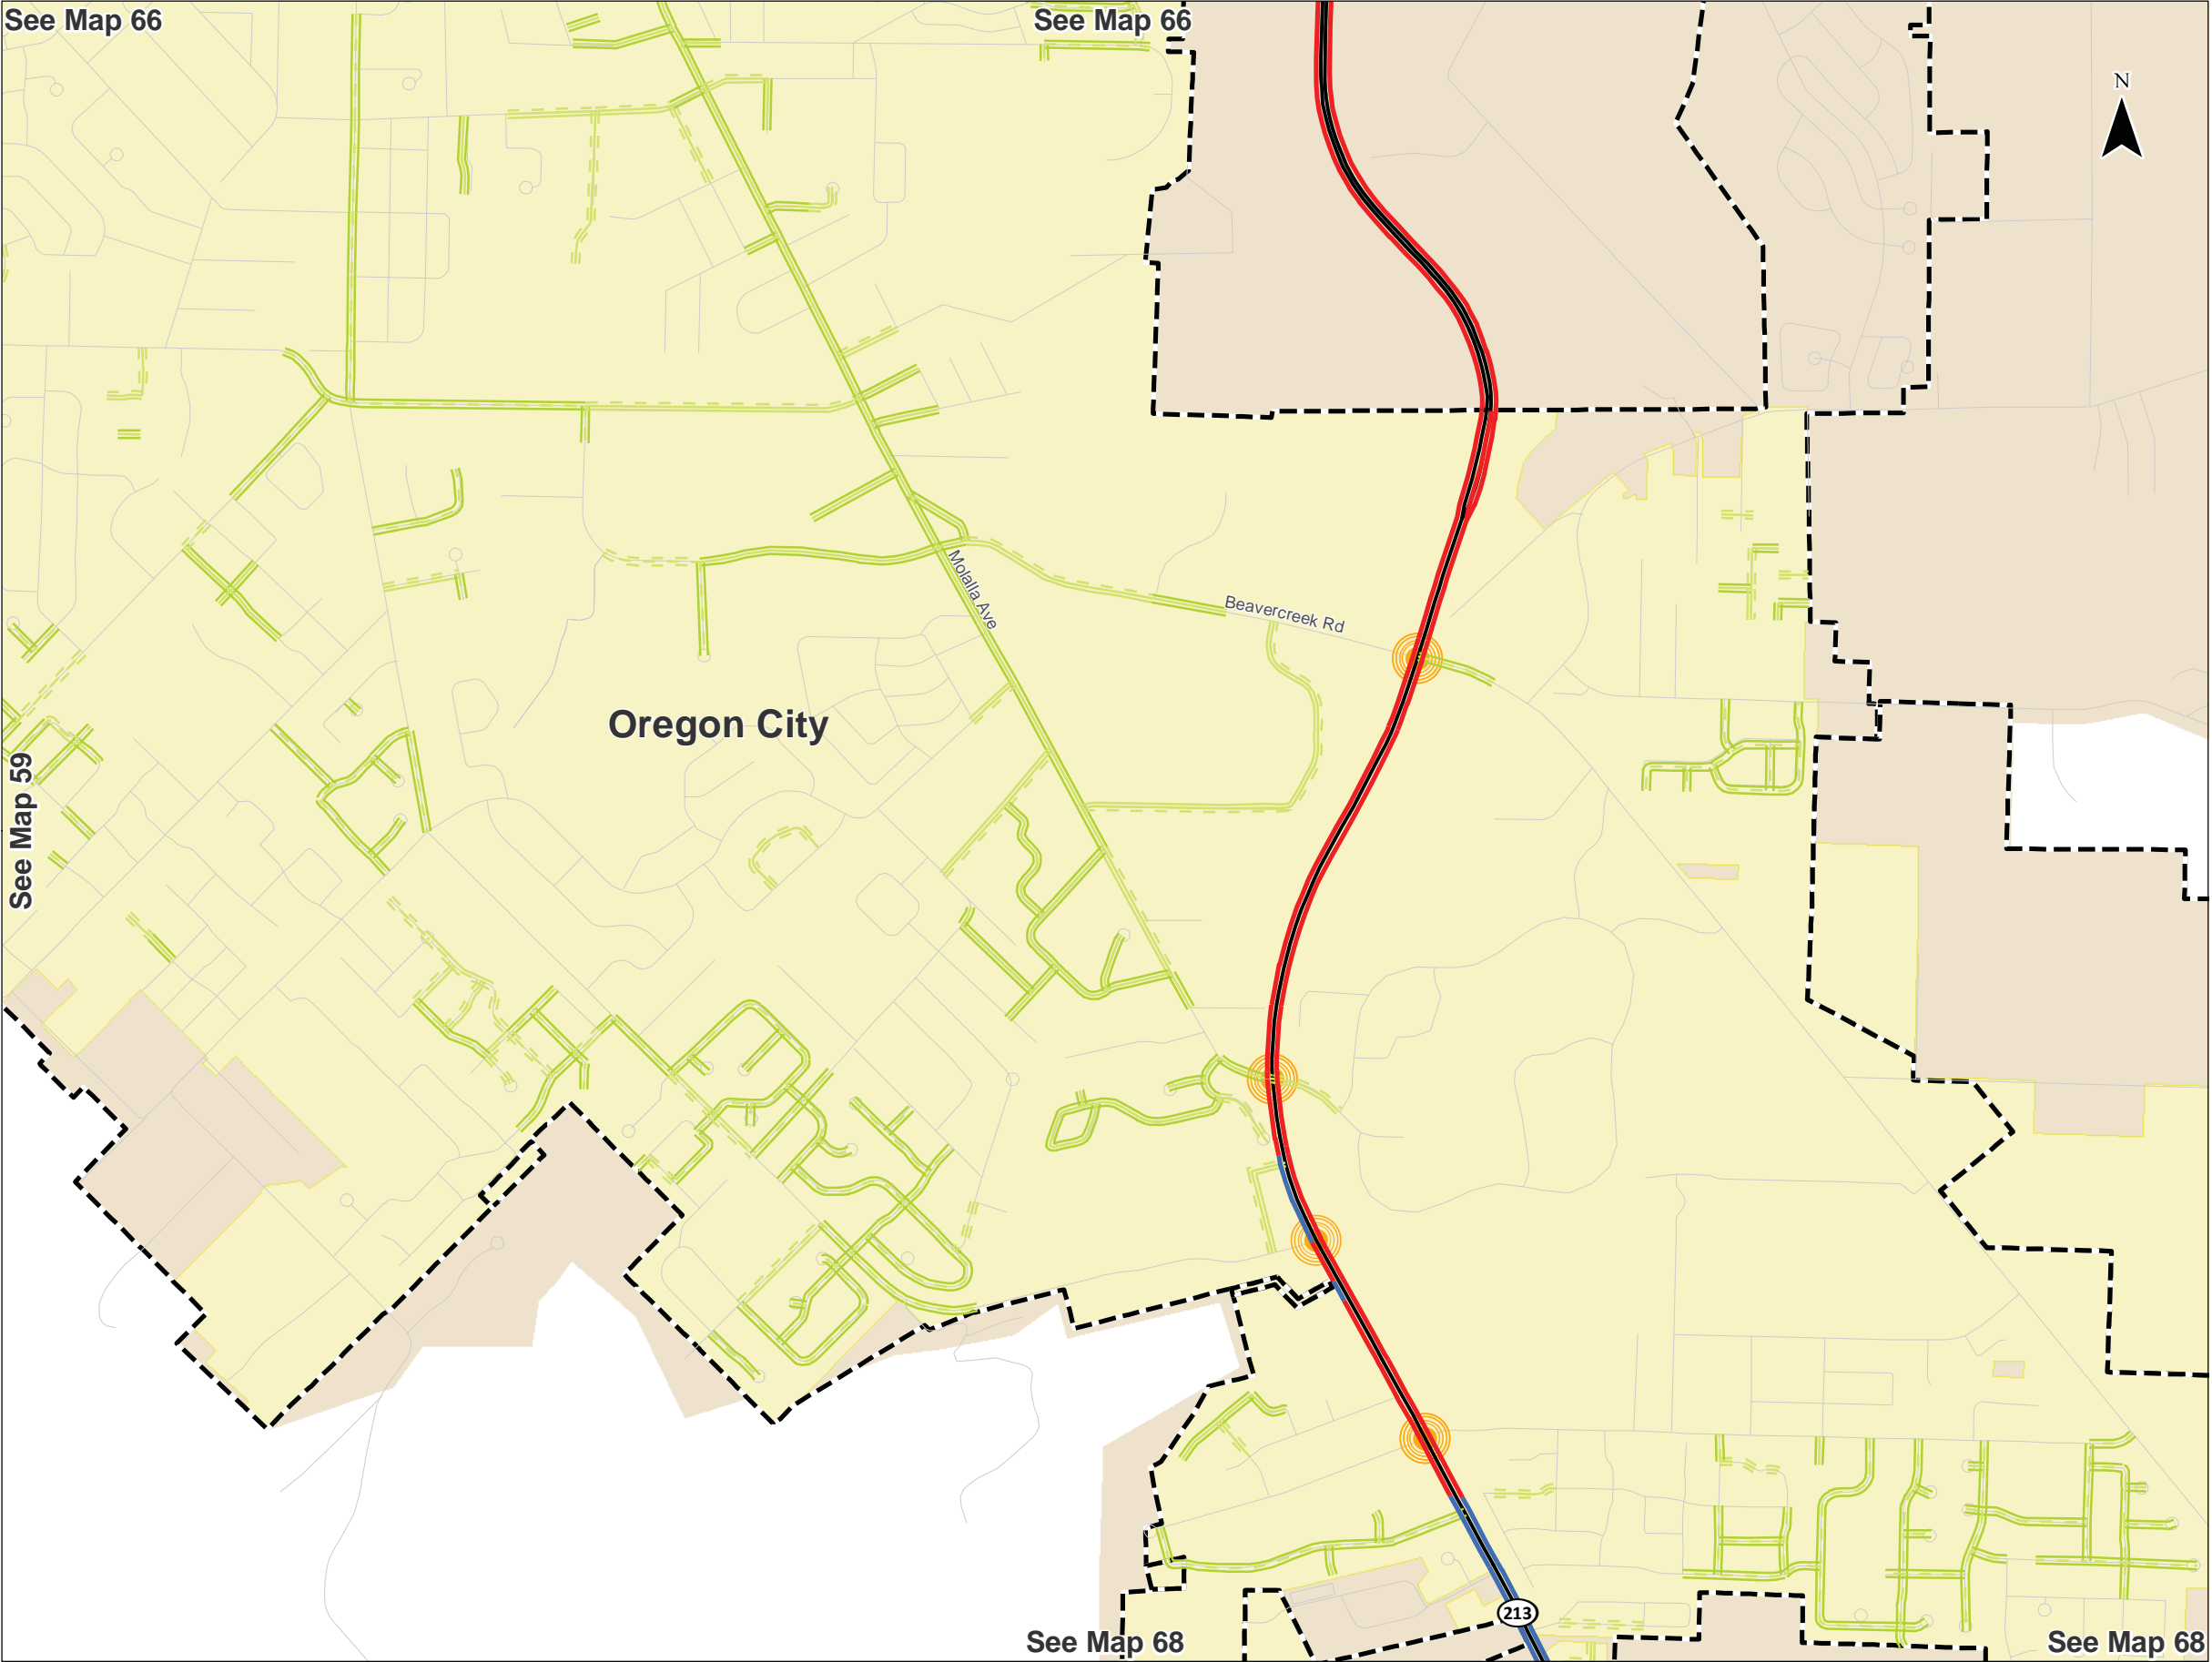 See Map 66
See Map 66
N
Molalla Ave
Beavercreek Rd
Oregon City
See Map 59
213
See Map 68
See Map 68